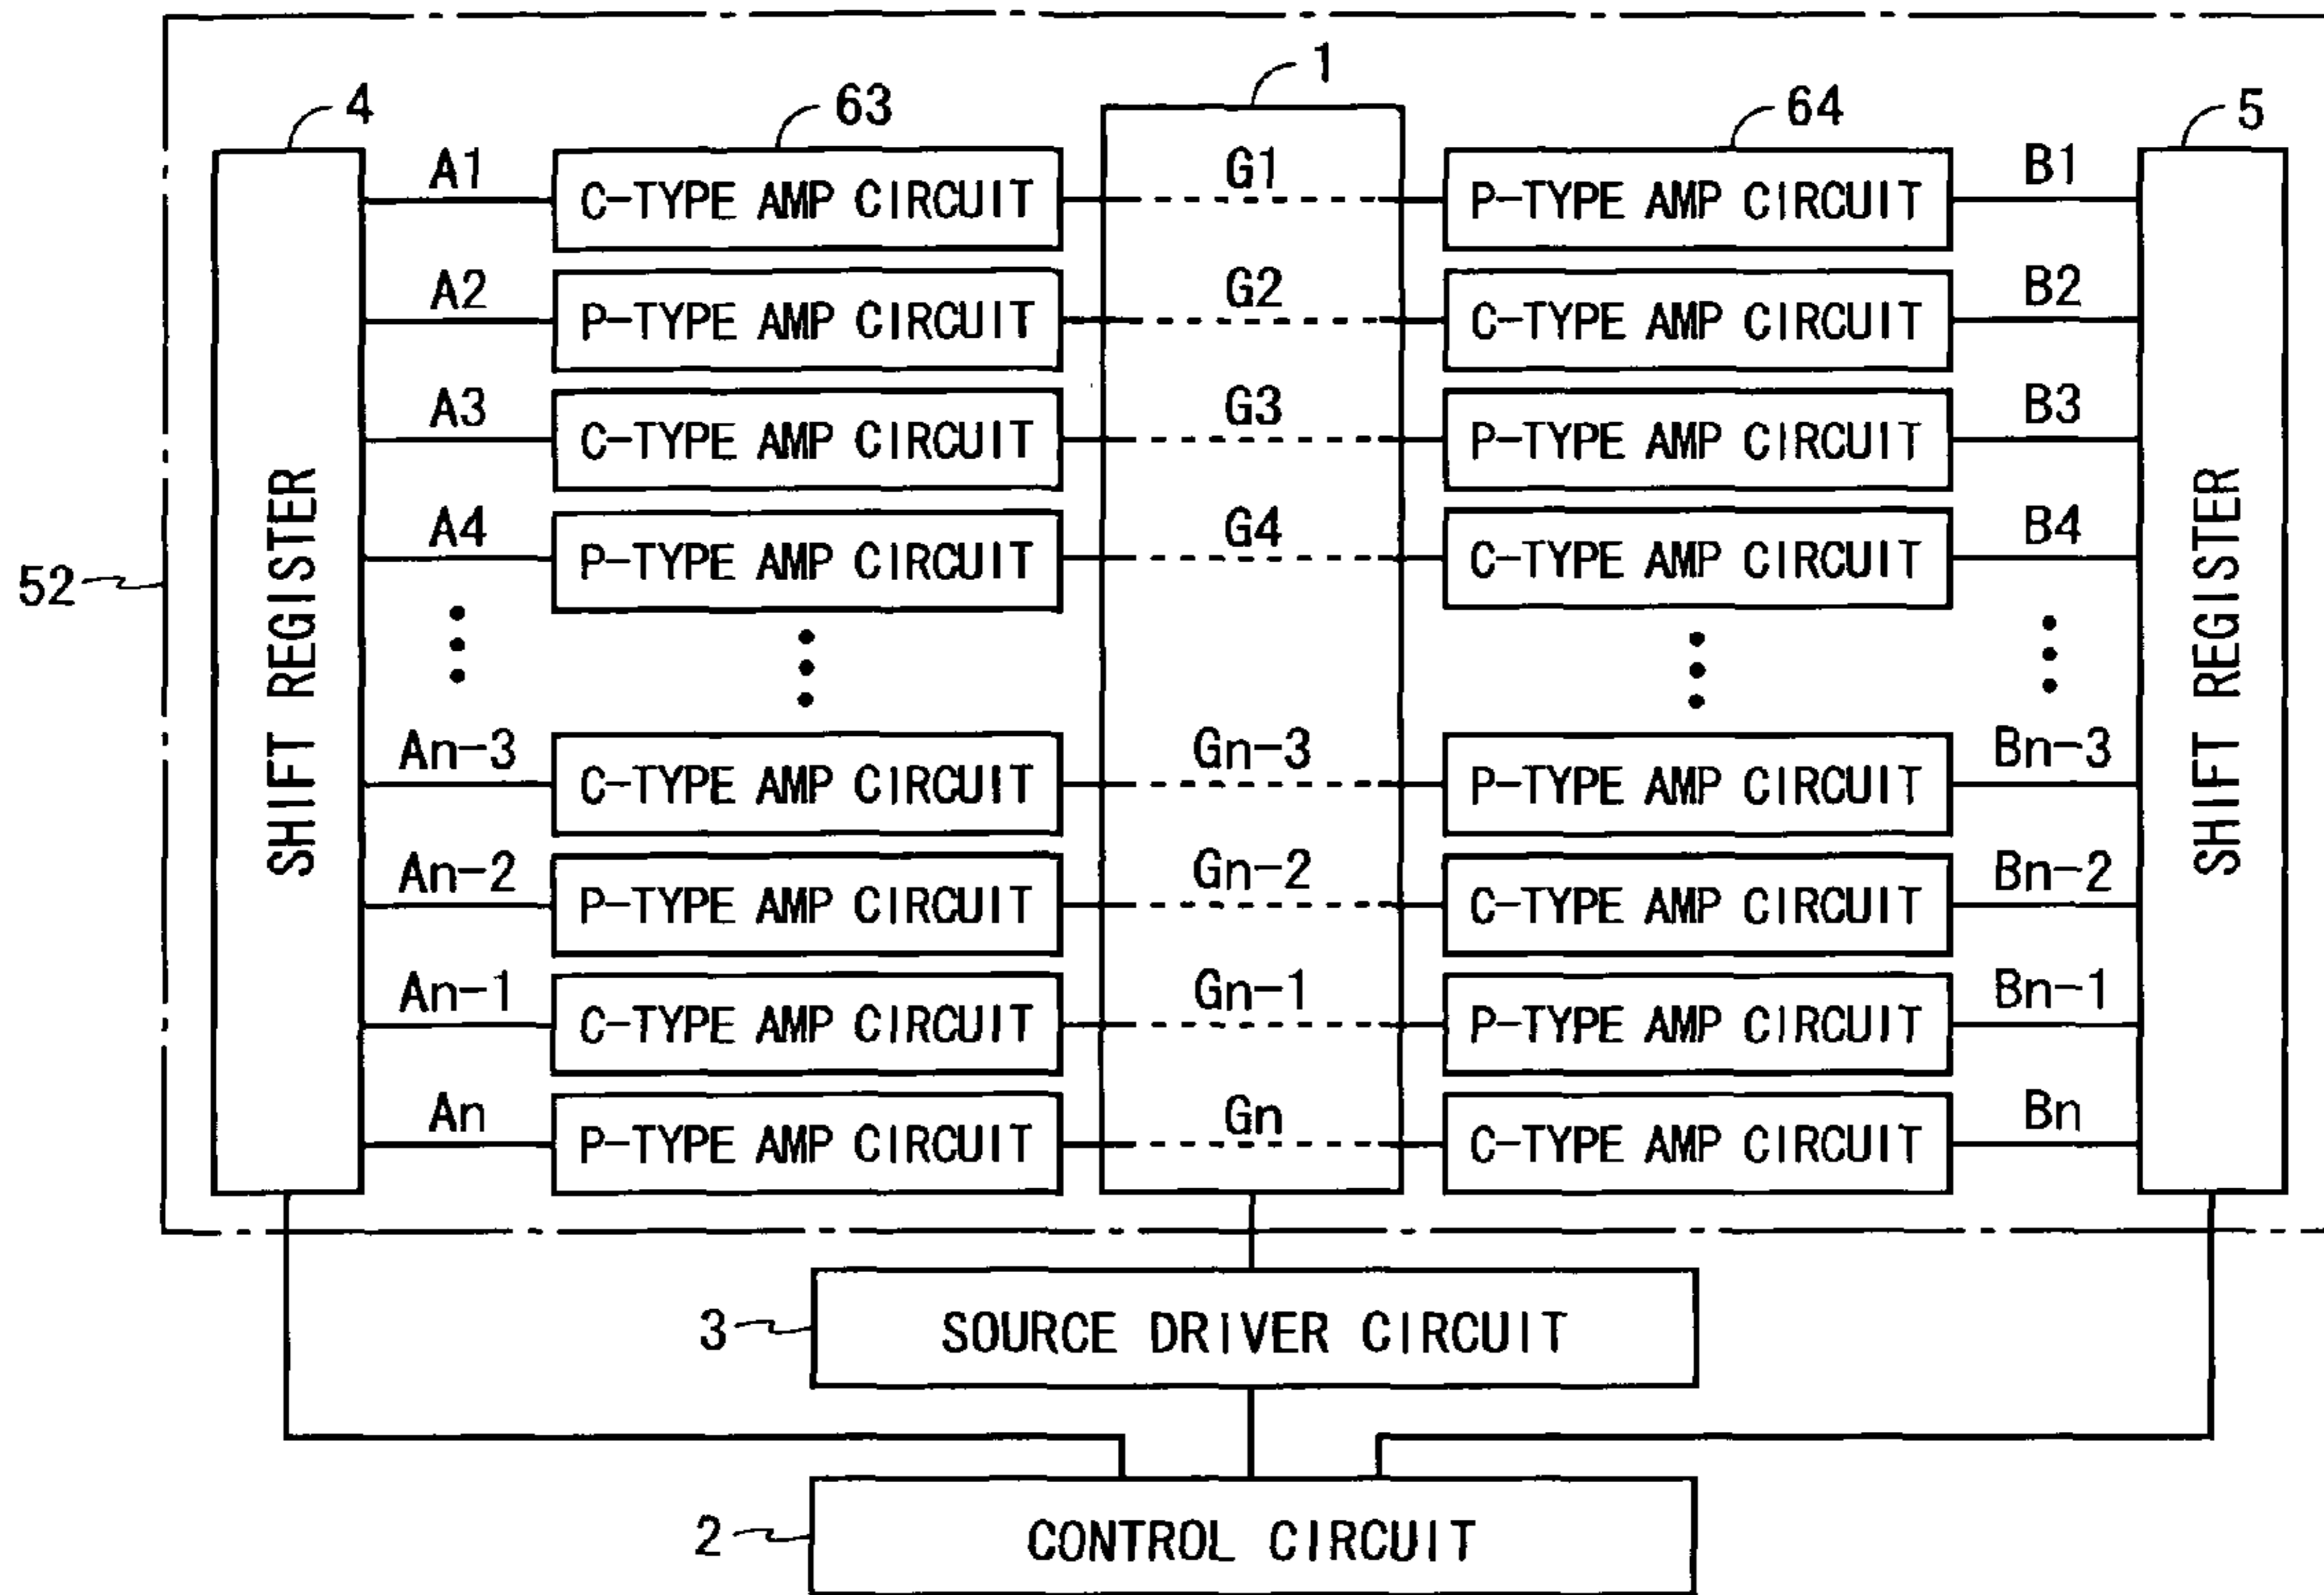 1
4 63 64 5
A1 C-TYPE AMP CIRCUIT G1 P-TYPE AMP CIRCUIT B1
A2 P-TYPE AMP CIRCUIT G2 C-TYPE AMP CIRCUIT B2
A3 C-TYPE AMP CIRCUIT G3 P-TYPE AMP CIRCUIT B3
A4 P-TYPE AMP CIRCUIT G4 C-TYPE AMP CIRCUIT B4
52
SHIFT REGISTER
SHIFT REGISTER
An-3 C-TYPE AMP CIRCUIT Gn-3 P-TYPE AMP CIRCUIT Bn-3
An-2 P-TYPE AMP CIRCUIT Gn-2 C-TYPE AMP CIRCUIT Bn-2
An-1 C-TYPE AMP CIRCUIT Gn-1 P-TYPE AMP CIRCUIT Bn-1
An P-TYPE AMP CIRCUIT Gn C-TYPE AMP CIRCUIT Bn
3 SOURCE DRIVER CIRCUIT
2 CONTROL CIRCUIT